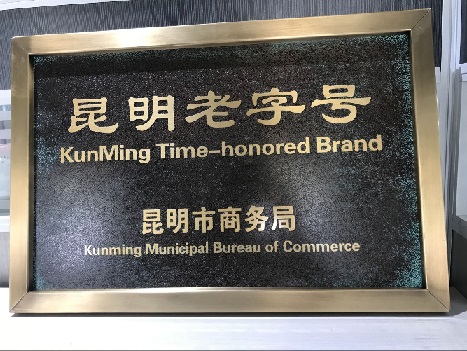 昆明老字号
KunMing Time-honored Brand
昆明市商务局
Kunming Municipal Bureau of Commerce